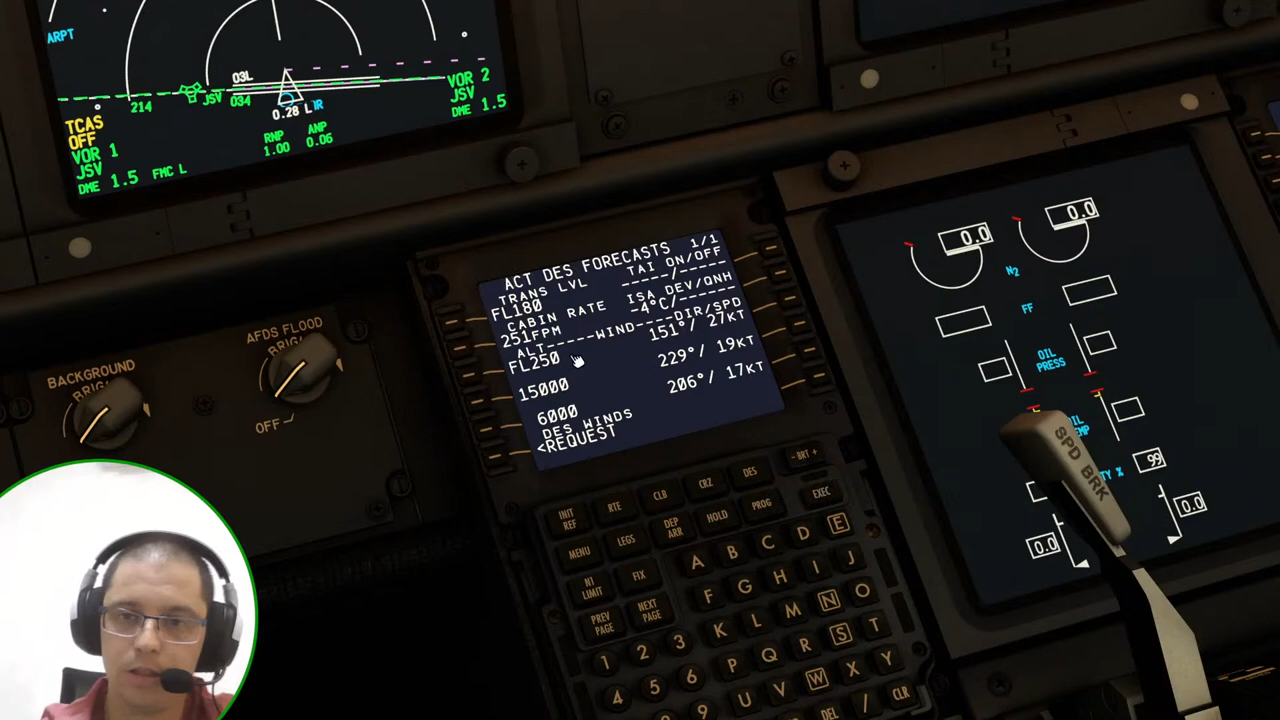 ARPT
03L
214
JSV
034
0.28 L
IR
VOR 2
JSV
DME 1.5
TCAS
OFF
VOR 1
JSV
DME 1.5
FMC L
RNP
1.00
ANP
0.06
ACT DES FORECASTS 1/1
TRANS LVL TAI ON/OFF
FL180 -----/-----
CABIN RATE ISA DEV/QNH
251FPM -4°C/------
ALT------WIND----DIR/SPD
FL250 151°/ 27KT
15000 229°/ 19KT
6000 206°/ 17KT
DES WINDS
<REQUEST
BACKGROUND
AFDS FLOOD
OFF
0.0
0.0
N2
FF
OIL
PRESS
TY %
99
0.0
0.0
SPD BRK
INIT REF
RTE
CLB
CRZ
DES
- BRT +
MENU
LEGS
DEP ARR
HOLD
PROG
EXEC
N1 LIMIT
FIX
PREV PAGE
NEXT PAGE
A B C D E
F G H I J
K L M N O
P Q R S T
U V W X Y
DEL / CLR
1 2 3
4 5 6
9